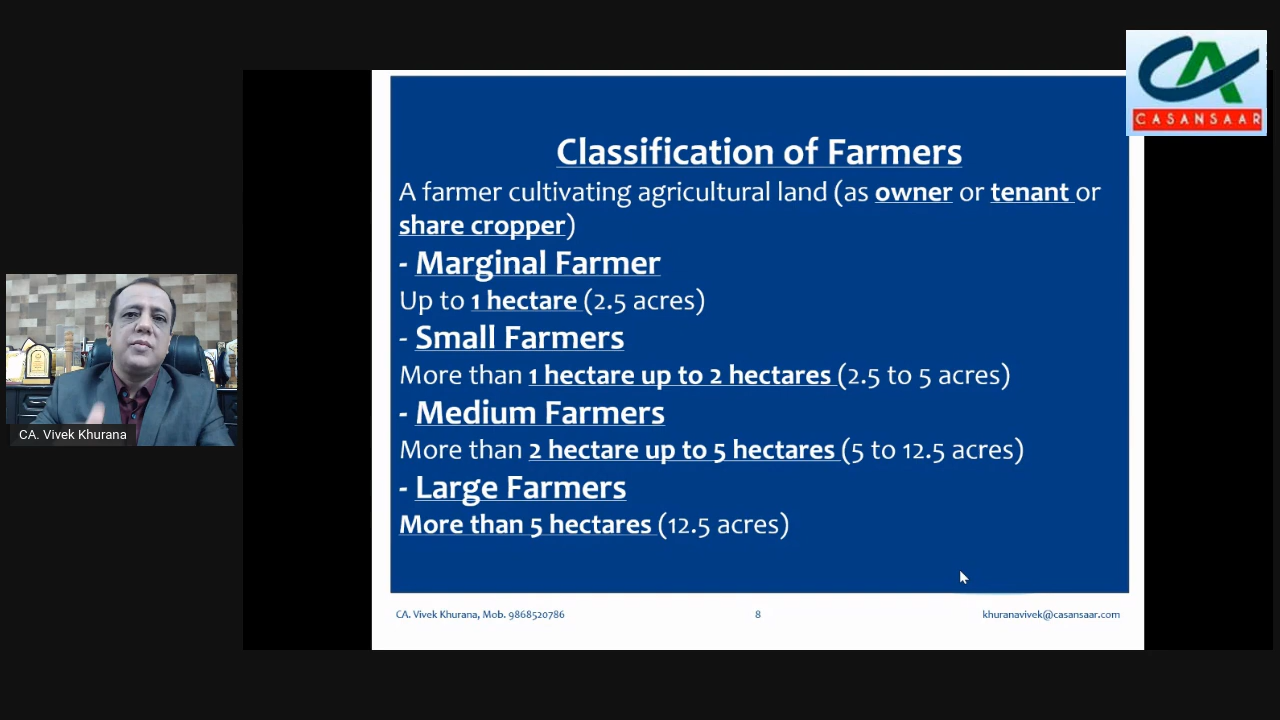 CA
CASANSAAR
Classification of Farmers
A farmer cultivating agricultural land (as owner or tenant or
share cropper)
- Marginal Farmer
Up to 1 hectare (2.5 acres)
- Small Farmers
More than 1 hectare up to 2 hectares (2.5 to 5 acres)
- Medium Farmers
More than 2 hectare up to 5 hectares (5 to 12.5 acres)
- Large Farmers
More than 5 hectares (12.5 acres)
CA. Vivek Khurana, Mob. 9868520786
8
khuranavivek@casansaar.com
CA. Vivek Khurana